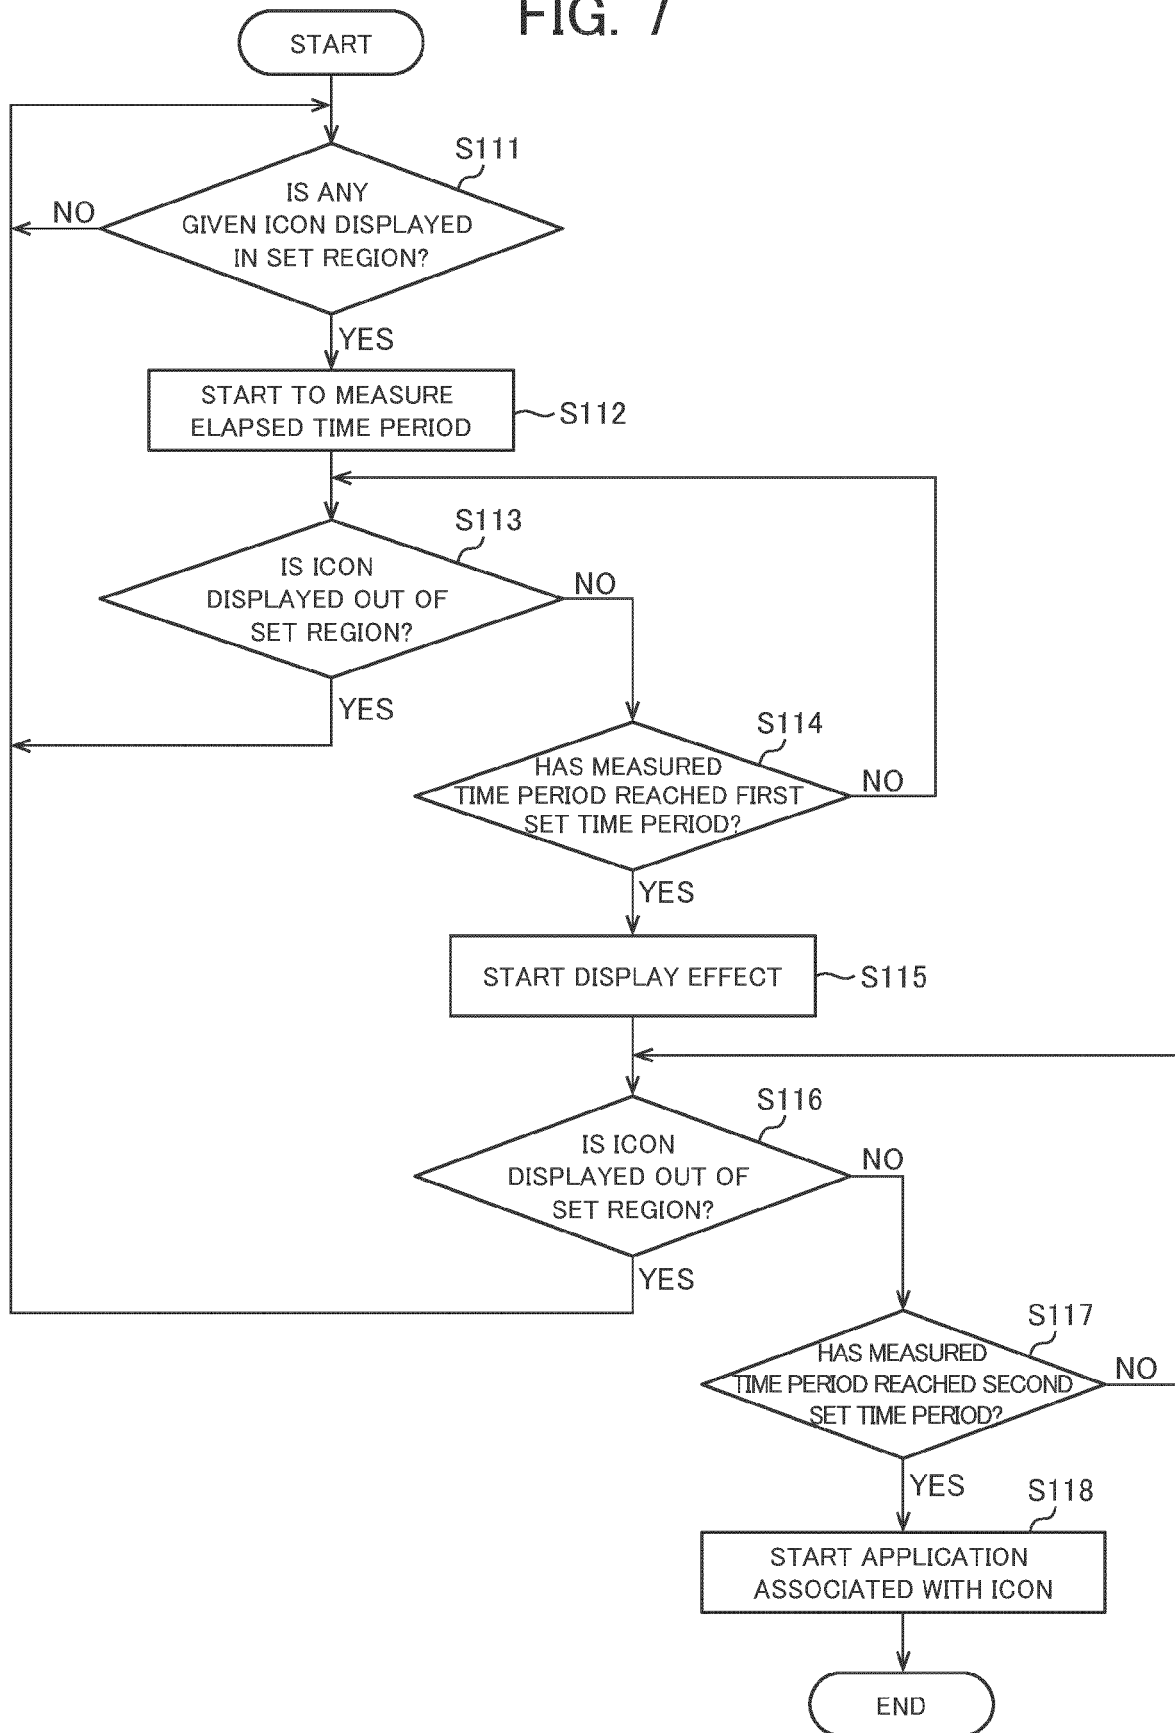 FIG. 7
START
S111
IS ANY
GIVEN ICON DISPLAYED
IN SET REGION?
NO
YES
START TO MEASURE
ELAPSED TIME PERIOD
S112
S113
IS ICON
DISPLAYED OUT OF
SET REGION?
NO
YES
S114
HAS MEASURED
TIME PERIOD REACHED FIRST
SET TIME PERIOD?
NO
YES
START DISPLAY EFFECT
S115
S116
IS ICON
DISPLAYED OUT OF
SET REGION?
NO
YES
S117
HAS MEASURED
TIME PERIOD REACHED SECOND
SET TIME PERIOD?
NO
YES
S118
START APPLICATION
ASSOCIATED WITH ICON
END